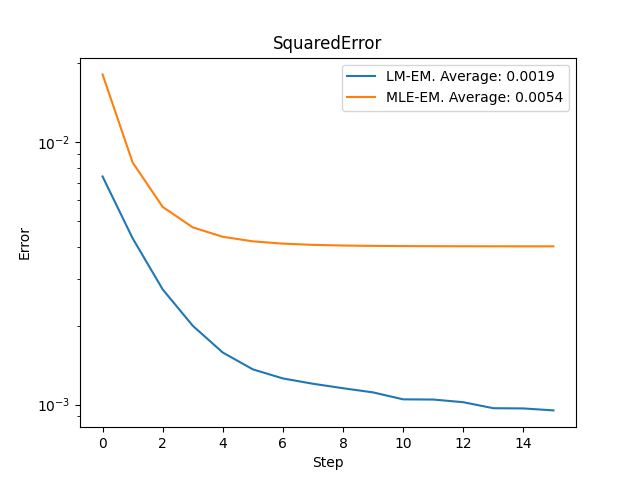 SquaredError
LM-EM. Average: 0.0019
MLE-EM. Average: 0.0054
Error
10⁻²
10⁻³
0 2 4 6 8 10 12 14
Step